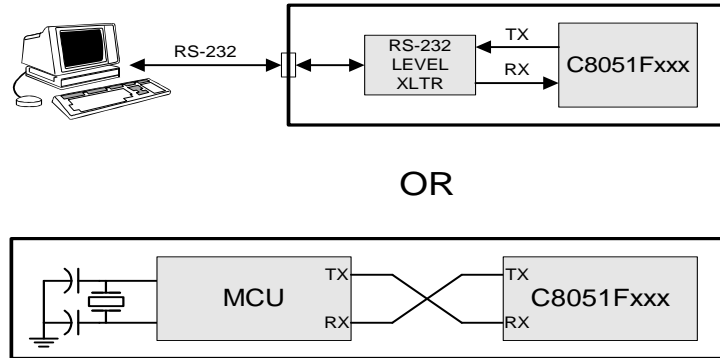 RS-232
RS-232
LEVEL
XLTR
TX
RX
C8051Fxxx
OR
MCU
TX
RX
TX
RX
C8051Fxxx